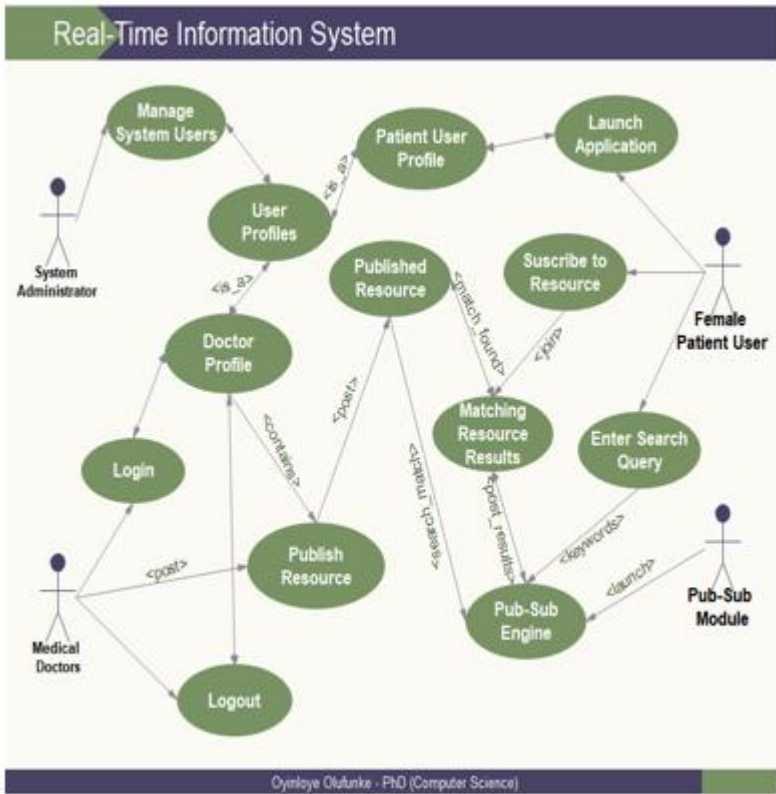 Real-Time Information System
Manage
System Users
Patient User
Profile
Launch
Application
<is_a>
User
Profiles
System
Administrator
Published
Resource
Suscribe to
Resource
Female
Patient User
<is_a>
<match_found>
<join>
Doctor
Profile
<post>
<contains>
Matching
Resource
Results
Enter Search
Query
Login
<search_match>
<post_results>
<keywords>
<launch>
Publish
Resource
<post>
Pub-Sub
Engine
Pub-Sub
Module
Medical
Doctors
Logout
Oyinloye Olufunke - PhD (Computer Science)